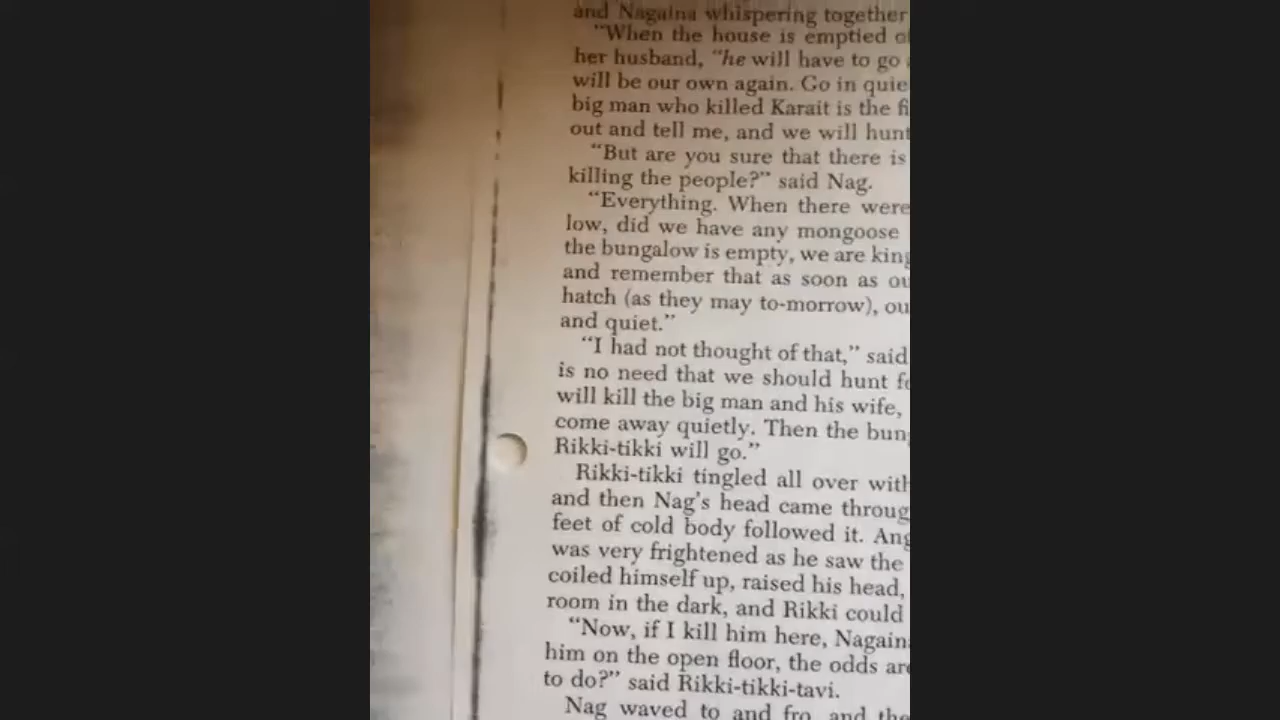 and Nagaina whispering together
"When the house is emptied o
her husband, "he will have to go
will be our own again. Go in quie
big man who killed Karait is the fi
out and tell me, and we will hunt
"But are you sure that there is
killing the people?" said Nag.
"Everything. When there were
low, did we have any mongoose
the bungalow is empty, we are king
and remember that as soon as ou
hatch (as they may to-morrow), ou
and quiet."
"I had not thought of that," said
is no need that we should hunt f
will kill the big man and his wife,
come away quietly. Then the bun
Rikki-tikki will go."
Rikki-tikki tingled all over with
and then Nag's head came throug
feet of cold body followed it. Ang
was very frightened as he saw the
coiled himself up, raised his head,
room in the dark, and Rikki could
"Now, if I kill him here, Nagain
him on the open floor, the odds are
to do?" said Rikki-tikki-tavi.
Nag waved to and fro, and the